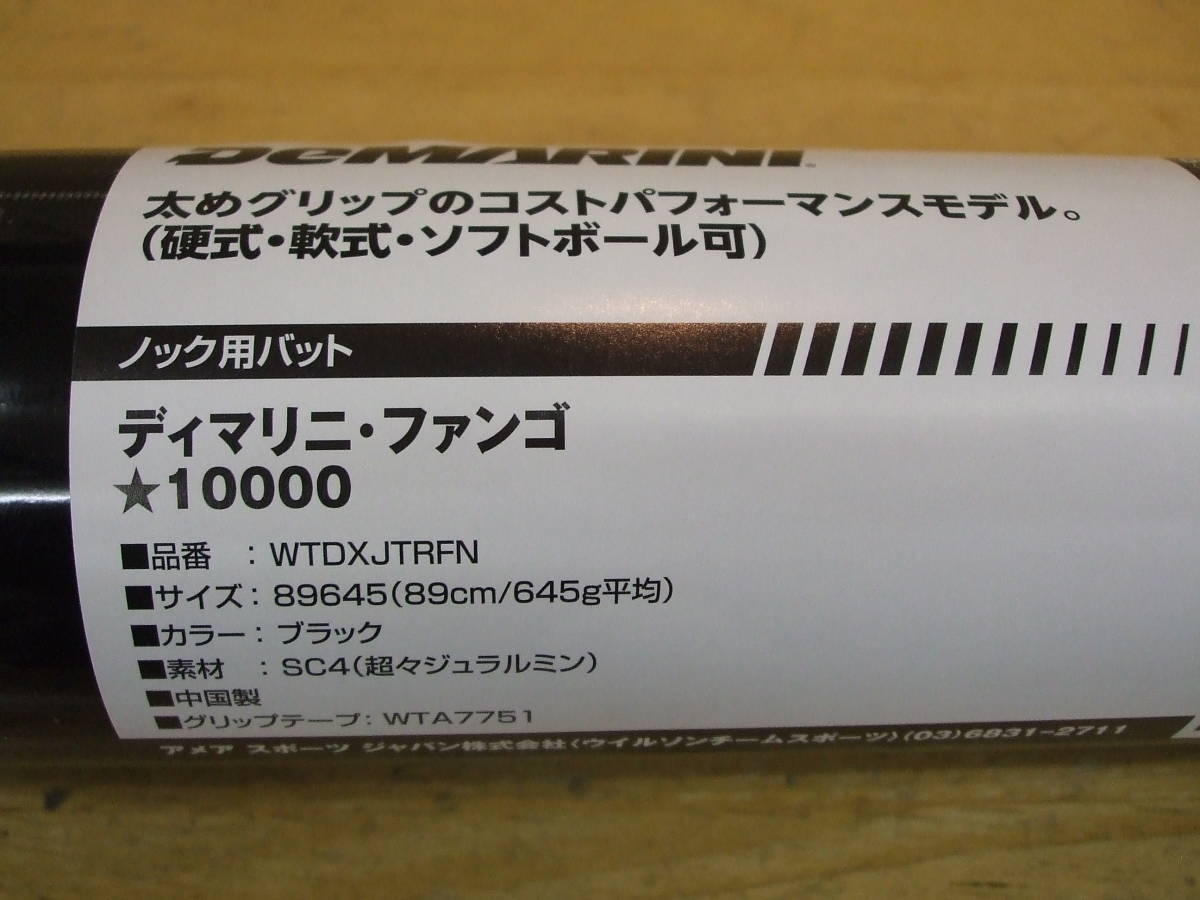 DeMARINI
太めグリップのコストパフォーマンスモデル。
(硬式・軟式・ソフトボール可)
ノック用バット
ディマリニ・ファンゴ
★10000
■品番 : WTDXJTRFN
■サイズ : 89645(89cm/645g平均)
■カラー : ブラック
■素材 : SC4(超々ジュラルミン)
■中国製
■グリップテープ : WTA7751
アメア スポーツ ジャパン株式会社(ウイルソンチームスポーツ)(03)6831-2711